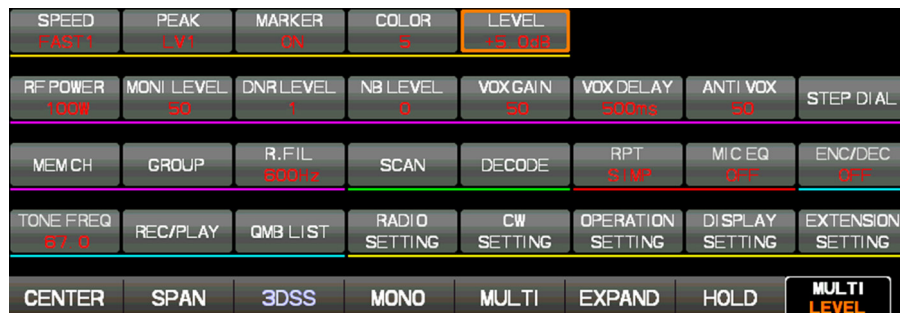 SPEED PEAK MARKER COLOR LEVEL
FAST1 LV1 ON 5 +5.0dB
RF POWER MONI LEVEL DNR LEVEL NB LEVEL VOX GAIN VOX DELAY ANTI VOX STEP DIAL
100W 50 1 0 50 500ms 50
MEM CH GROUP R.FIL SCAN DECODE RPT MIC EQ ENC/DEC
800Hz SIMP OFF OFF
TONE FREQ REC/PLAY QMB LIST RADIO CW OPERATION DISPLAY EXTENSION
67.0 SETTING SETTING SETTING SETTING SETTING
CENTER SPAN 3DSS MONO MULTI EXPAND HOLD MULTI
LEVEL